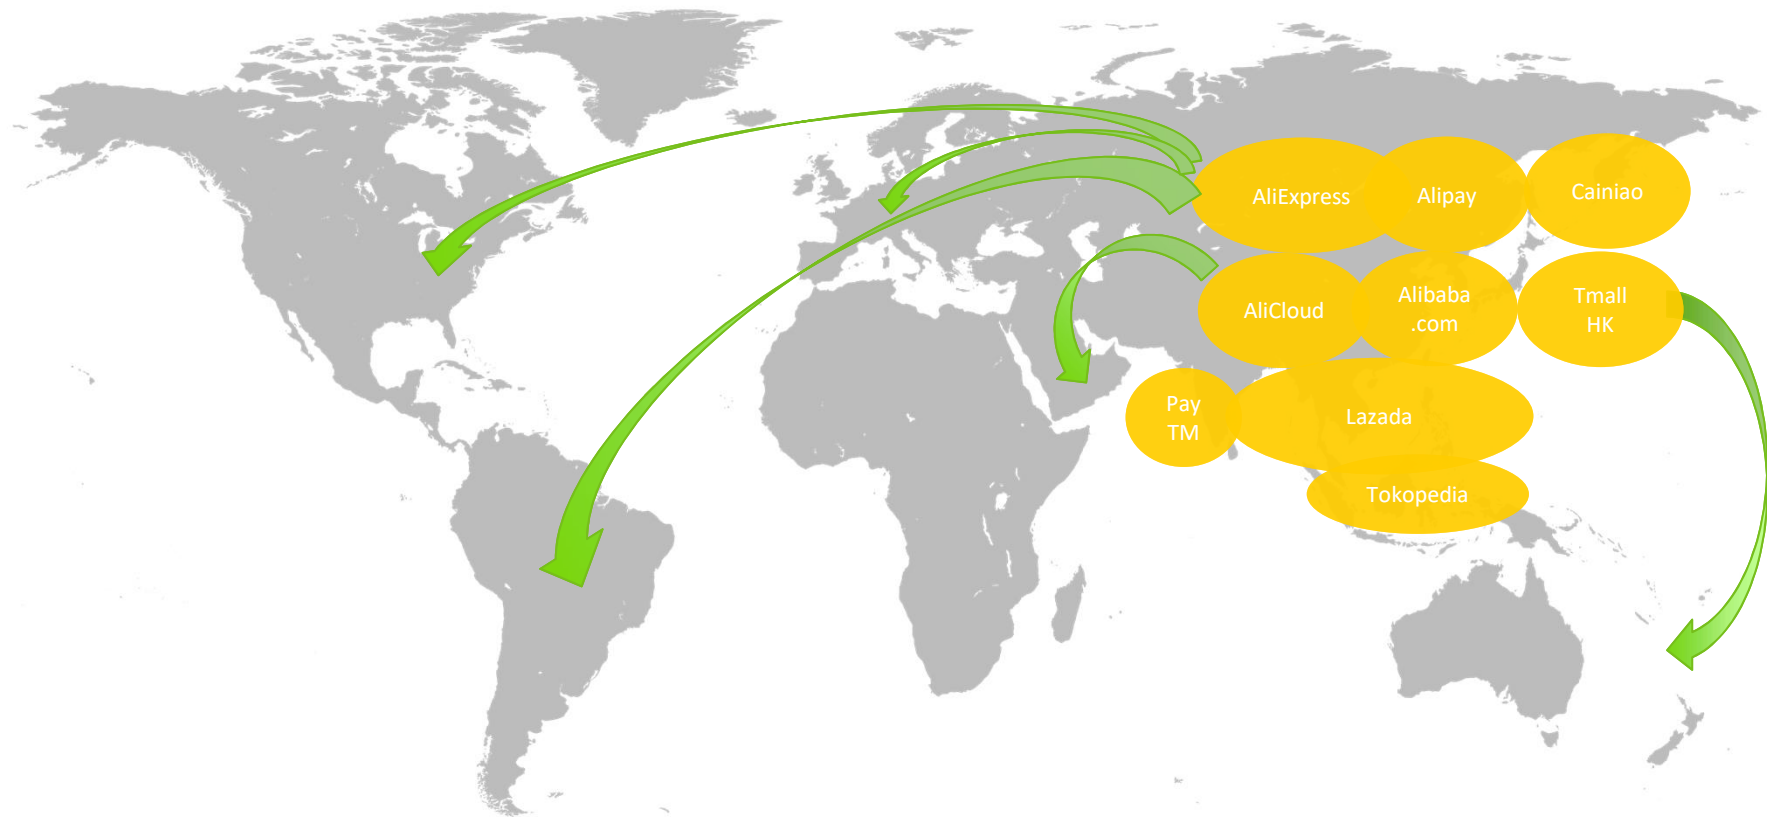 AliExpress
Alipay
Cainiao
AliCloud
Alibaba
.com
Tmall
HK
Pay
TM
Lazada
Tokopedia